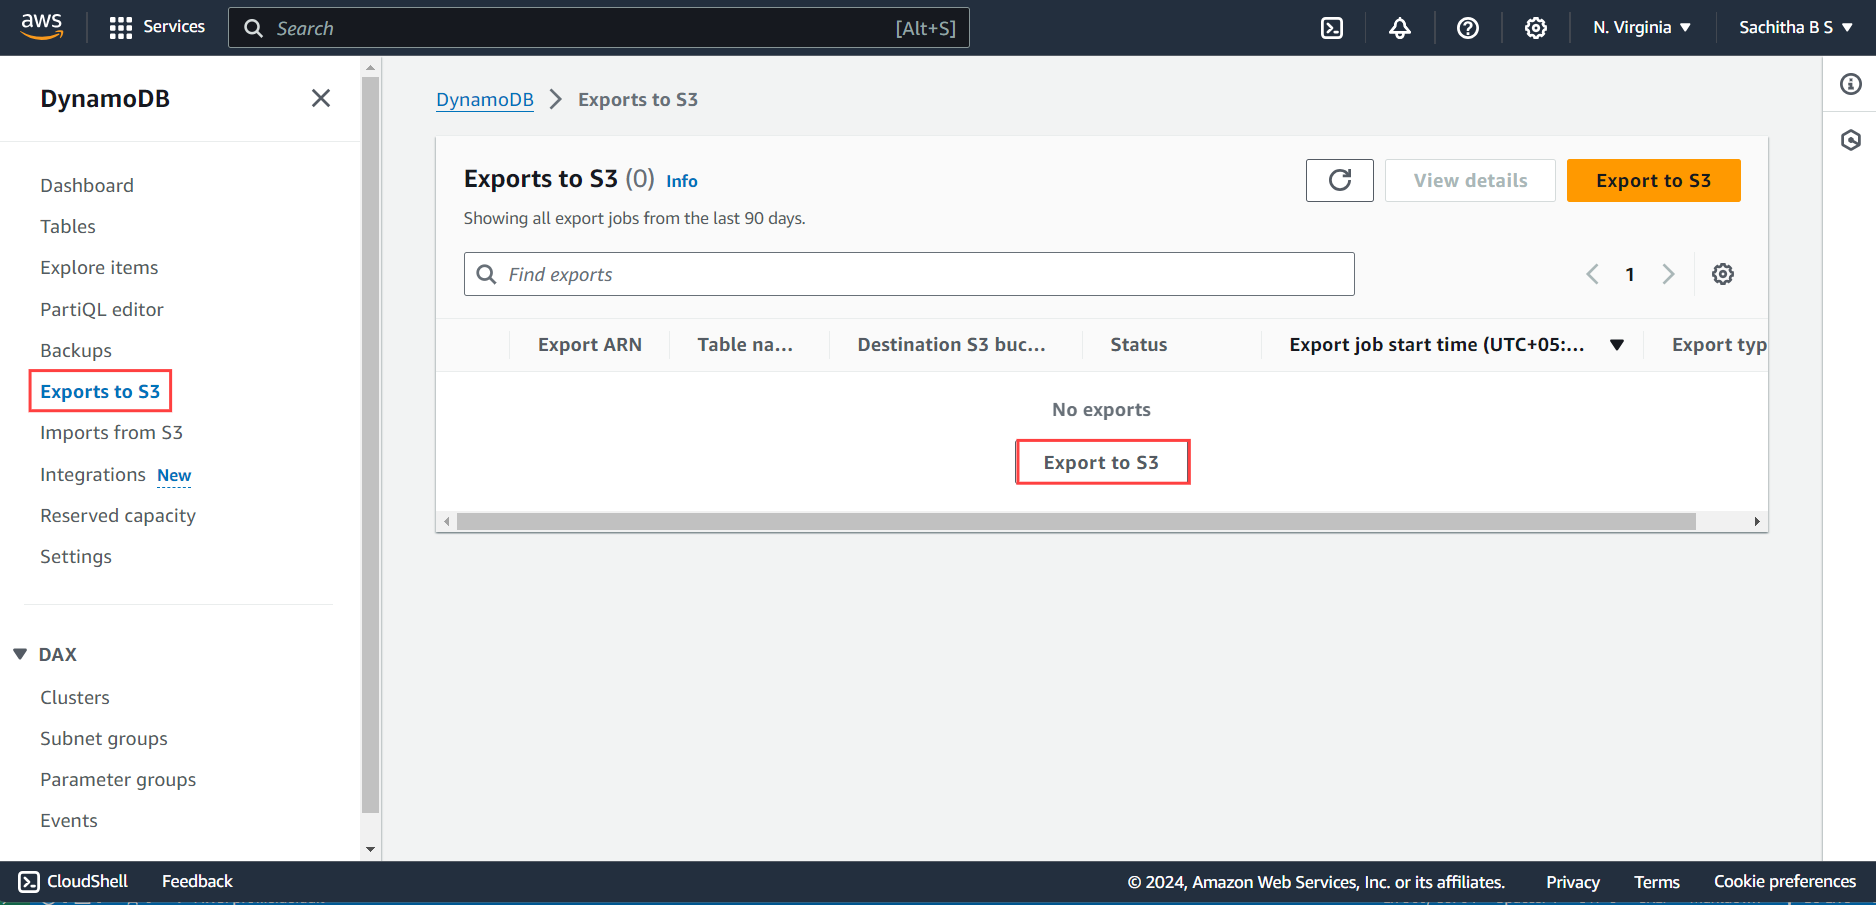 aws
Services
Search [Alt+S]
N. Virginia
Sachitha B S
DynamoDB
Dashboard
Tables
Explore items
PartiQL editor
Backups
Exports to S3
Imports from S3
Integrations New
Reserved capacity
Settings
DAX
Clusters
Subnet groups
Parameter groups
Events
DynamoDB > Exports to S3
Exports to S3 (0) Info
View details
Export to S3
Showing all export jobs from the last 90 days.
Find exports
1
Export ARN Table na... Destination S3 buc... Status Export job start time (UTC+05:... Export typ
No exports
Export to S3
CloudShell Feedback © 2024, Amazon Web Services, Inc. or its affiliates. Privacy Terms Cookie preferences